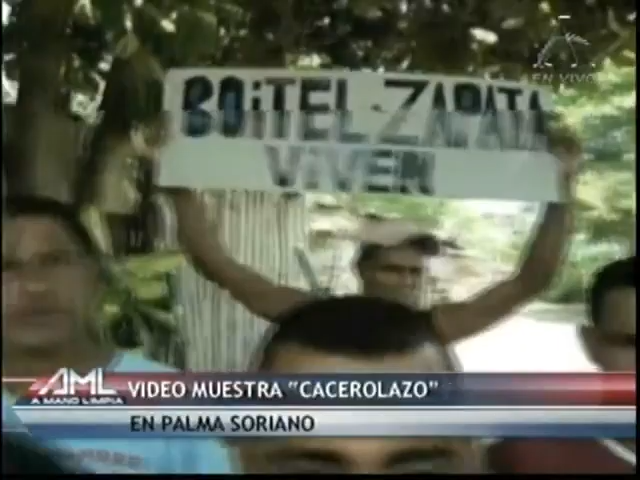 BOiTEL-ZAPATA
ViVEN
EN VIVO
AML
A MANO LIMPIA
VIDEO MUESTRA "CACEROLAZO"
EN PALMA SORIANO